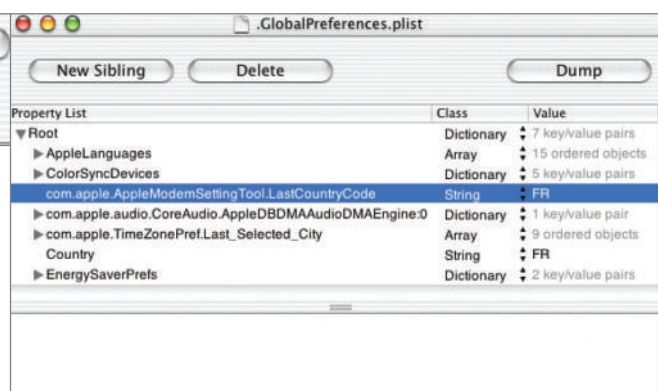 .GlobalPreferences.plist
New Sibling Delete Dump
Property List Class Value
Root Dictionary 7 key/value pairs
AppleLanguages Array 15 ordered objects
ColorSyncDevices Dictionary 5 key/value pairs
com.apple.AppleModemSettingTool.LastCountryCode String FR
com.apple.audio.CoreAudio.AppleDBDMAAudioDMAEngine:0 Dictionary 1 key/value pair
com.apple.TimeZonePref.Last_Selected_City Array 9 ordered objects
Country String FR
EnergySaverPrefs Dictionary 2 key/value pairs